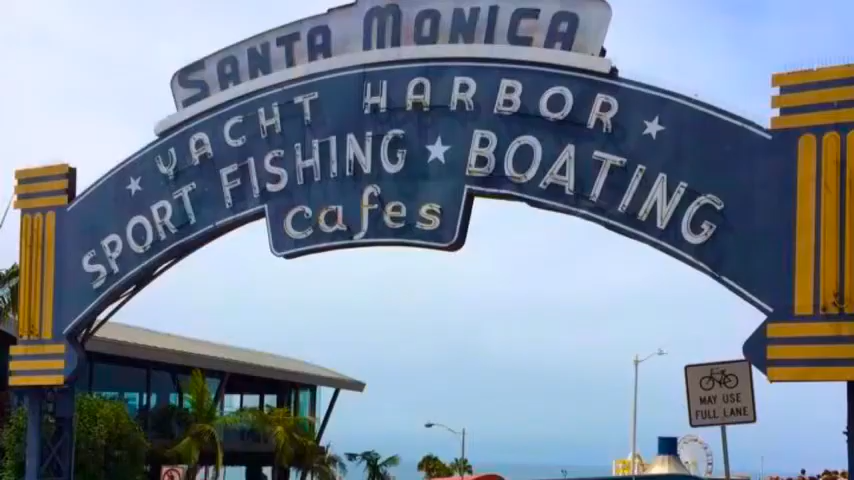 SANTA MONICA
YACHT HARBOR
SPORT FISHING ★ BOATING
cafes
MAY USE
FULL LANE